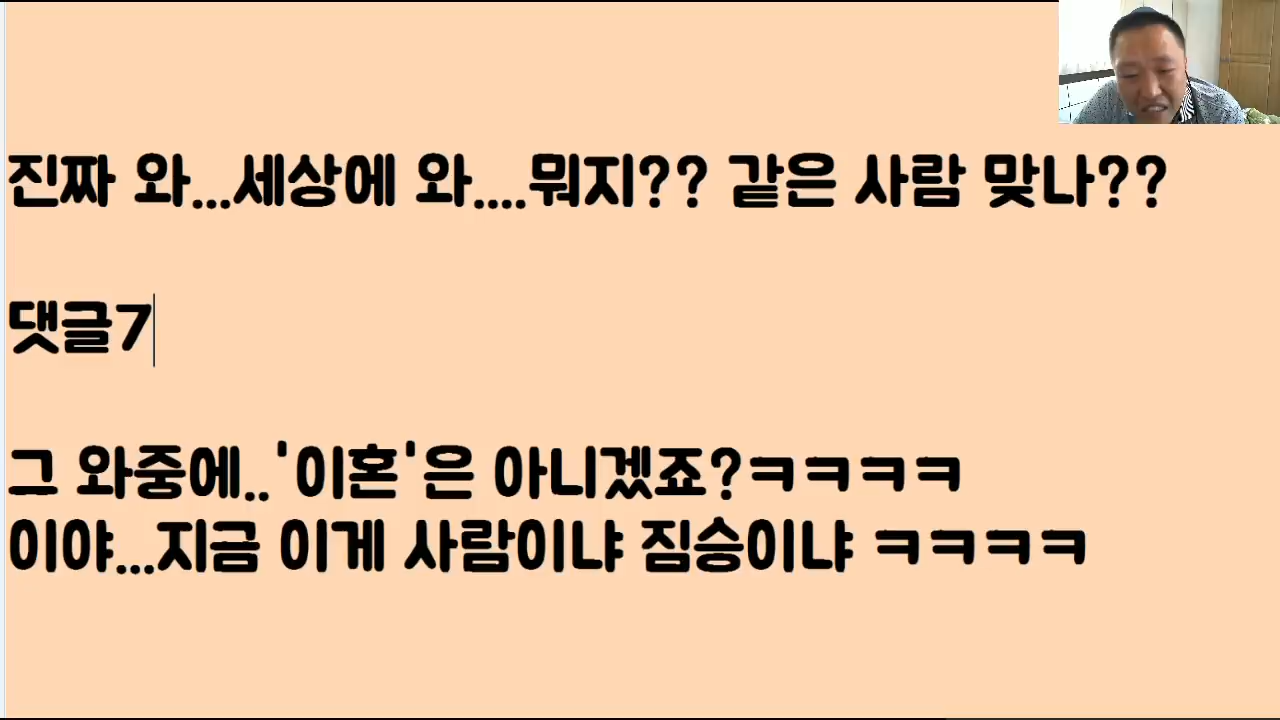 진짜 와...세상에 와....뭐지?? 같은 사람 맞나??
댓글7
그 와중에..'이혼'은 아니겠죠?ㅋㅋㅋㅋ
이야...지금 이게 사람이냐 짐승이냐 ㅋㅋㅋㅋ